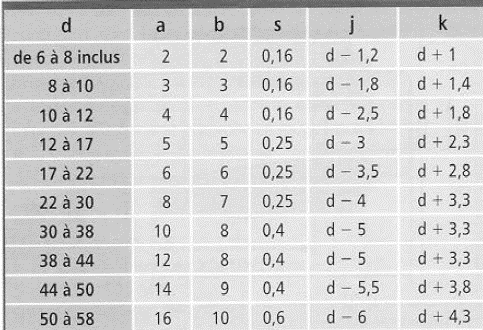 d a b s j k
de 6 à 8 inclus 2 2 0,16 d − 1,2 d + 1
8 à 10 3 3 0,16 d − 1,8 d + 1,4
10 à 12 4 4 0,16 d − 2,5 d + 1,8
12 à 17 5 5 0,25 d − 3 d + 2,3
17 à 22 6 6 0,25 d − 3,5 d + 2,8
22 à 30 8 7 0,25 d − 4 d + 3,3
30 à 38 10 8 0,4 d − 5 d + 3,3
38 à 44 12 8 0,4 d − 5 d + 3,3
44 à 50 14 9 0,4 d − 5,5 d + 3,8
50 à 58 16 10 0,6 d − 6 d + 4,3